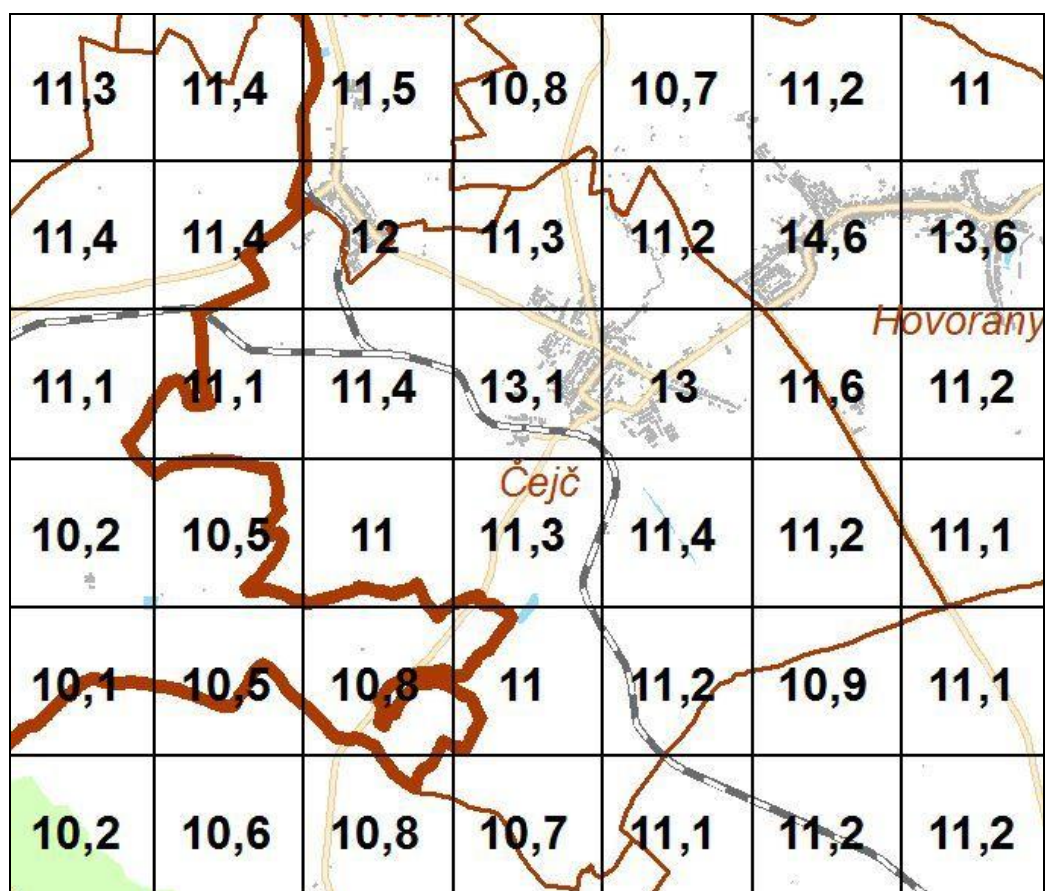 11,3 11,4 11,5 10,8 10,7 11,2 11
11,4 11,4 12 11,3 11,2 14,6 13,6
Hovorany
11,1 11,1 11,4 13,1 13 11,6 11,2
Čejč
10,2 10,5 11 11,3 11,4 11,2 11,1
10,1 10,5 10,8 11 11,2 10,9 11,1
10,2 10,6 10,8 10,7 11,1 11,2 11,2